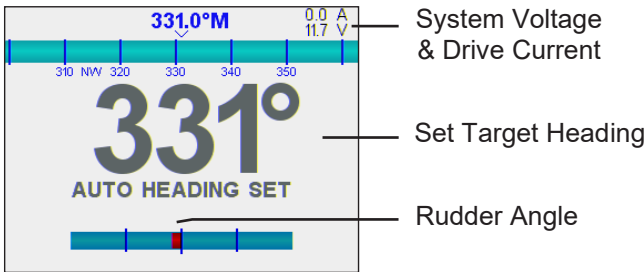 331.0°M
0.0 A
11.7 V
310 NW 320 330 340 350
331°
AUTO HEADING SET
System Voltage
& Drive Current
Set Target Heading
Rudder Angle